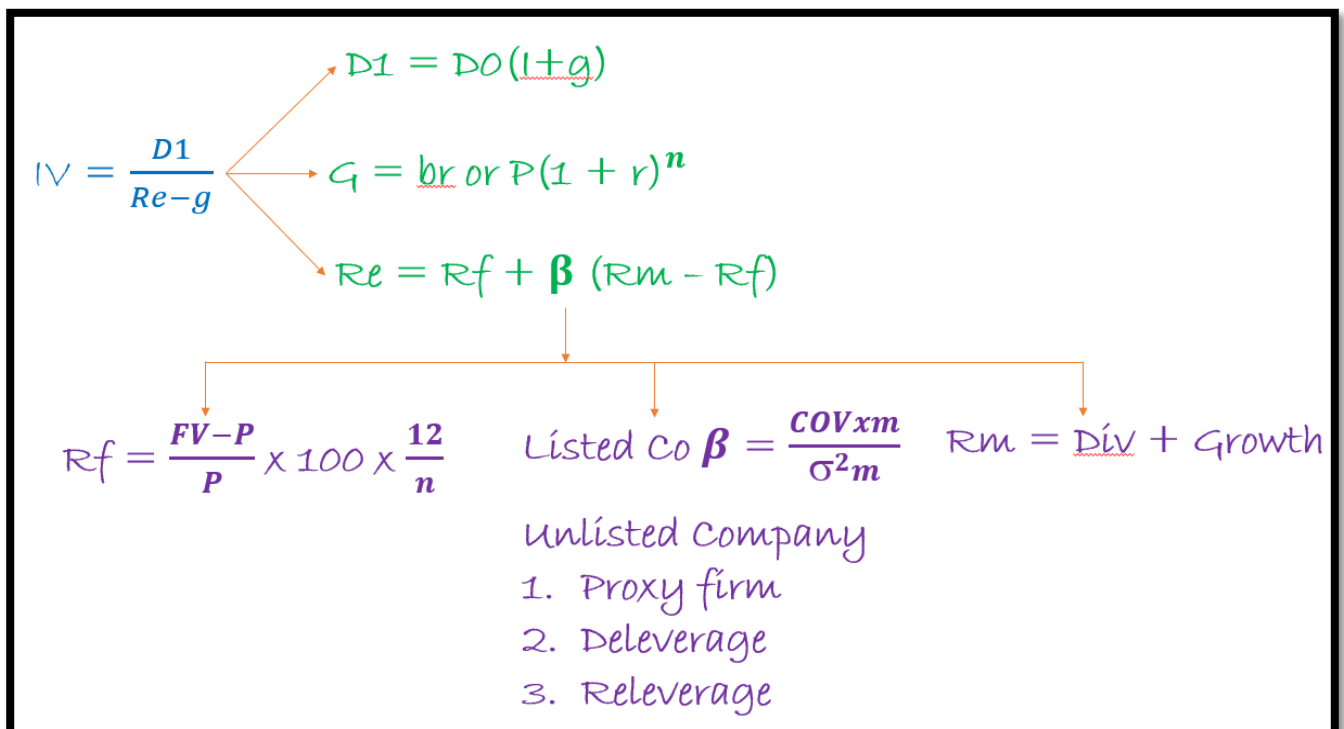 D1 = D0(1+g)
IV = D1/Re−g
G = br or P(1 + r)^n
Re = Rf + β (Rm - Rf)
Rf = FV−P/P x 100 x 12/n
Listed Co β = COVxm/σ²m
Rm = Div + Growth
Unlisted Company
1. Proxy firm
2. Deleverage
3. Releverage